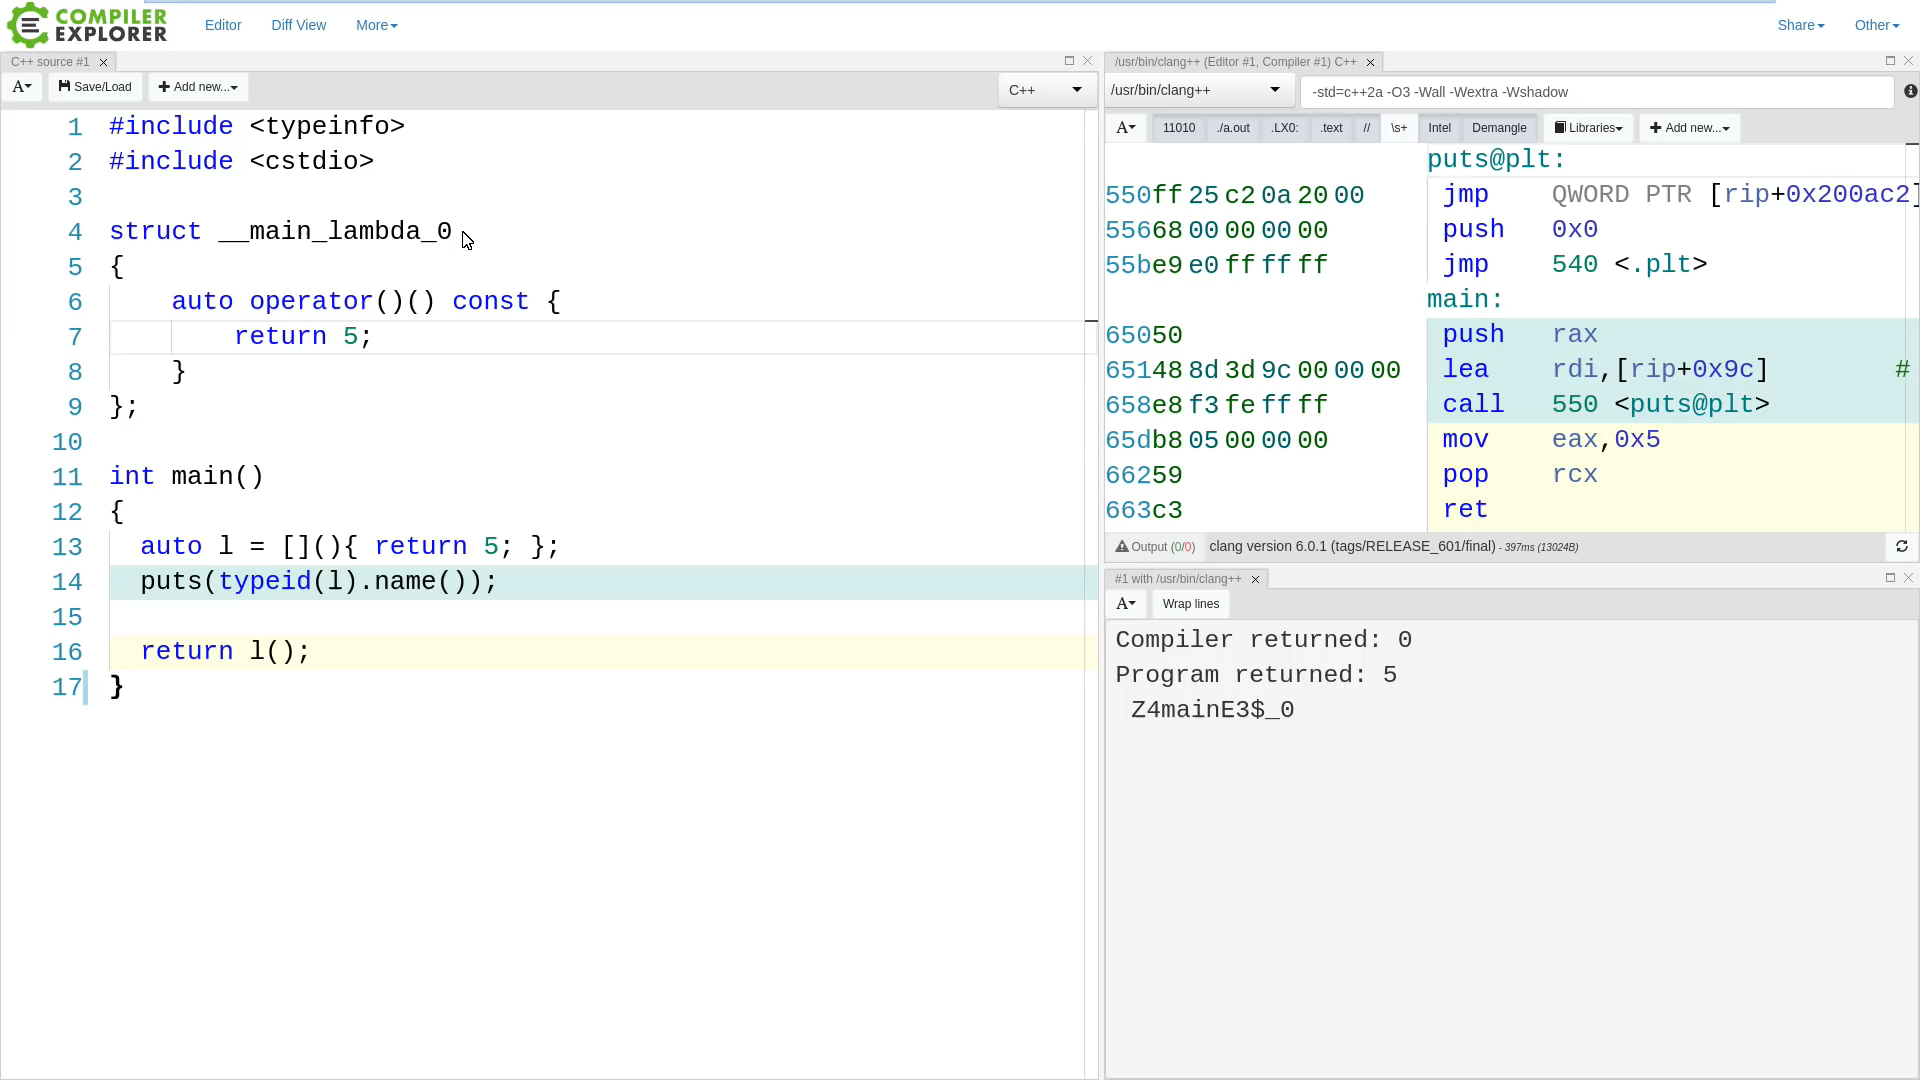 COMPILER
EXPLORER
Editor
Diff View
More
Share
Other
C++ source #1
A
Save/Load
Add new...
C++
1 #include <typeinfo>
2 #include <cstdio>
3
4 struct __main_lambda_0
5 {
6 auto operator()() const {
7 return 5;
8 }
9 };
10
11 int main()
12 {
13 auto l = [](){ return 5; };
14 puts(typeid(l).name());
15
16 return l();
17 }
/usr/bin/clang++ (Editor #1, Compiler #1) C++
/usr/bin/clang++
-std=c++2a -O3 -Wall -Wextra -Wshadow
A 11010 ./a.out .LX0: .text // \s+ Intel Demangle Libraries Add new...
puts@plt:
550 ff 25 c2 0a 20 00 jmp QWORD PTR [rip+0x200ac2]
556 68 00 00 00 00 push 0x0
55b e9 e0 ff ff ff jmp 540 <.plt>
main:
650 50 push rax
651 48 8d 3d 9c 00 00 00 lea rdi,[rip+0x9c] #
658 e8 f3 fe ff ff call 550 <puts@plt>
65d b8 05 00 00 00 mov eax,0x5
662 59 pop rcx
663 c3 ret
Output (0/0) clang version 6.0.1 (tags/RELEASE_601/final) - 397ms (13024B)
#1 with /usr/bin/clang++
A Wrap lines
Compiler returned: 0
Program returned: 5
Z4mainE3$_0